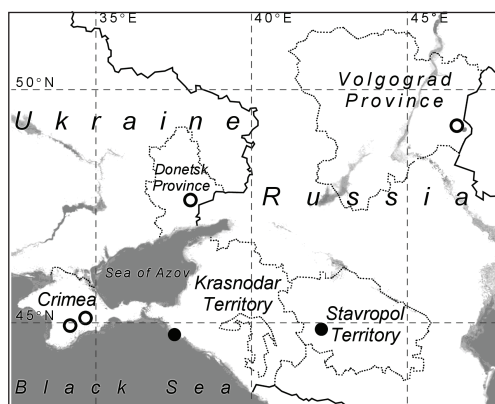 35°E
40°E
45°E
50°N
Volgograd
Province
Ukraine
Donetsk
Province
Russia
Sea of Azov
Krasnodar
Territory
Crimea
Stavropol
Territory
45°N
Black Sea